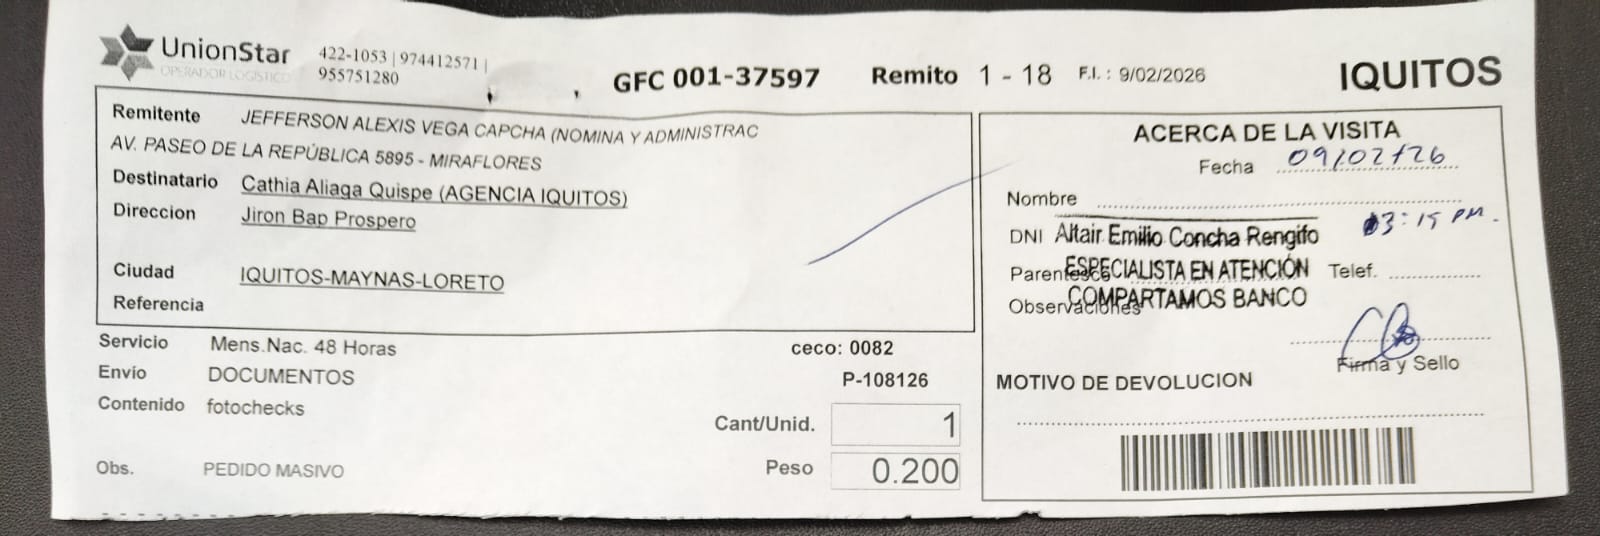 UnionStar
OPERADOR LOGISTICO
422-1053 | 974412571 |
955751280
GFC 001-37597 Remito 1 - 18 F.I. : 9/02/2026 IQUITOS
Remitente JEFFERSON ALEXIS VEGA CAPCHA (NOMINA Y ADMINISTRAC
AV. PASEO DE LA REPÚBLICA 5895 - MIRAFLORES
Destinatario Cathia Aliaga Quispe (AGENCIA IQUITOS)
Direccion Jiron Bap Prospero
Ciudad IQUITOS-MAYNAS-LORETO
Referencia
Servicio Mens.Nac. 48 Horas ceco: 0082
Envío DOCUMENTOS P-108126
Contenido fotochecks
Cant/Unid. 1
Obs. PEDIDO MASIVO Peso 0.200
ACERCA DE LA VISITA
Fecha 09/02/26
Nombre
03:15 PM.
DNI Altair Emilio Concha Rengifo
Parentesco ESPECIALISTA EN ATENCIÓN Telef.
Observaciones COMPARTAMOS BANCO
Firma y Sello
MOTIVO DE DEVOLUCION